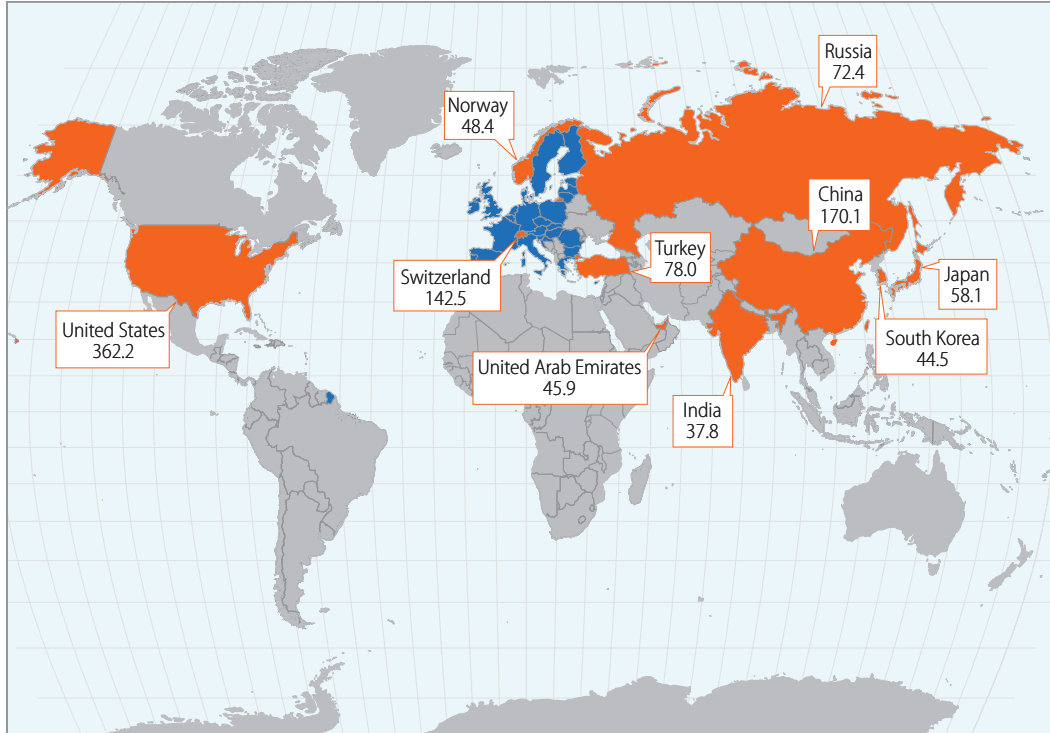 Russia
72.4
Norway
48.4
China
170.1
Turkey
78.0
Switzerland
142.5
Japan
58.1
United States
362.2
South Korea
44.5
United Arab Emirates
45.9
India
37.8